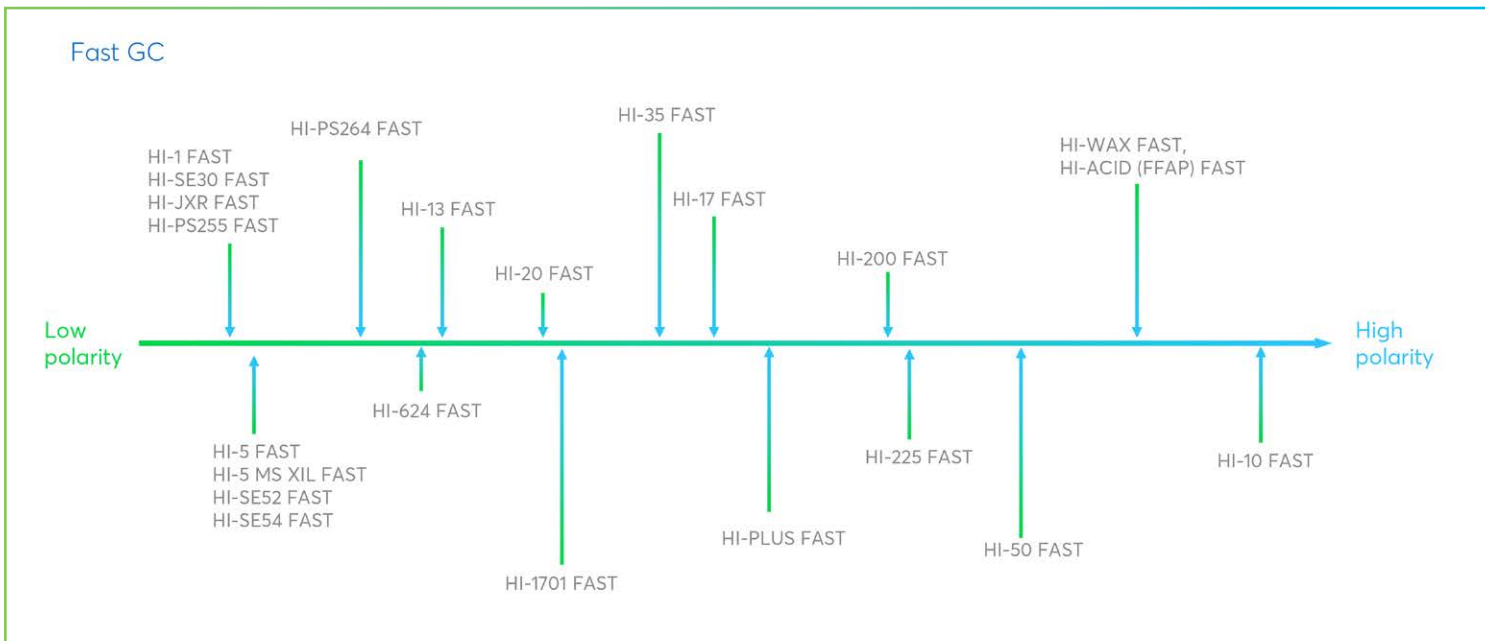 Fast GC
HI-35 FAST
HI-PS264 FAST
HI-WAX FAST,
HI-ACID (FFAP) FAST
HI-1 FAST
HI-SE30 FAST
HI-JXR FAST
HI-PS255 FAST
HI-13 FAST
HI-17 FAST
HI-20 FAST
HI-200 FAST
Low
polarity
High
polarity
HI-624 FAST
HI-5 FAST
HI-5 MS XIL FAST
HI-SE52 FAST
HI-SE54 FAST
HI-225 FAST
HI-10 FAST
HI-PLUS FAST
HI-50 FAST
HI-1701 FAST